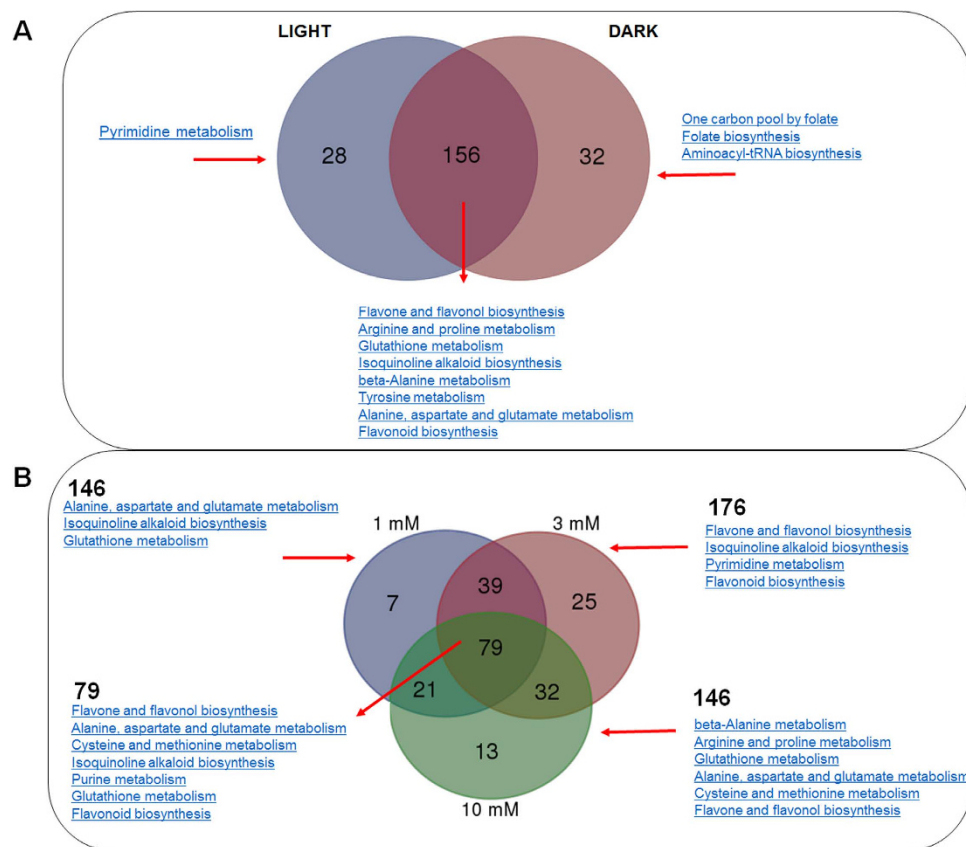 A
LIGHT
DARK
Pyrimidine metabolism
28
156
32
One carbon pool by folate
Folate biosynthesis
Aminoacyl-tRNA biosynthesis
Flavone and flavonol biosynthesis
Arginine and proline metabolism
Glutathione metabolism
Isoquinoline alkaloid biosynthesis
beta-Alanine metabolism
Tyrosine metabolism
Alanine, aspartate and glutamate metabolism
Flavonoid biosynthesis
B
146
Alanine, aspartate and glutamate metabolism
Isoquinoline alkaloid biosynthesis
Glutathione metabolism
1 mM
3 mM
176
Flavone and flavonol biosynthesis
Isoquinoline alkaloid biosynthesis
Pyrimidine metabolism
Flavonoid biosynthesis
7
39
25
79
21
32
13
10 mM
79
Flavone and flavonol biosynthesis
Alanine, aspartate and glutamate metabolism
Cysteine and methionine metabolism
Isoquinoline alkaloid biosynthesis
Purine metabolism
Glutathione metabolism
Flavonoid biosynthesis
146
beta-Alanine metabolism
Arginine and proline metabolism
Glutathione metabolism
Alanine, aspartate and glutamate metabolism
Cysteine and methionine metabolism
Flavone and flavonol biosynthesis